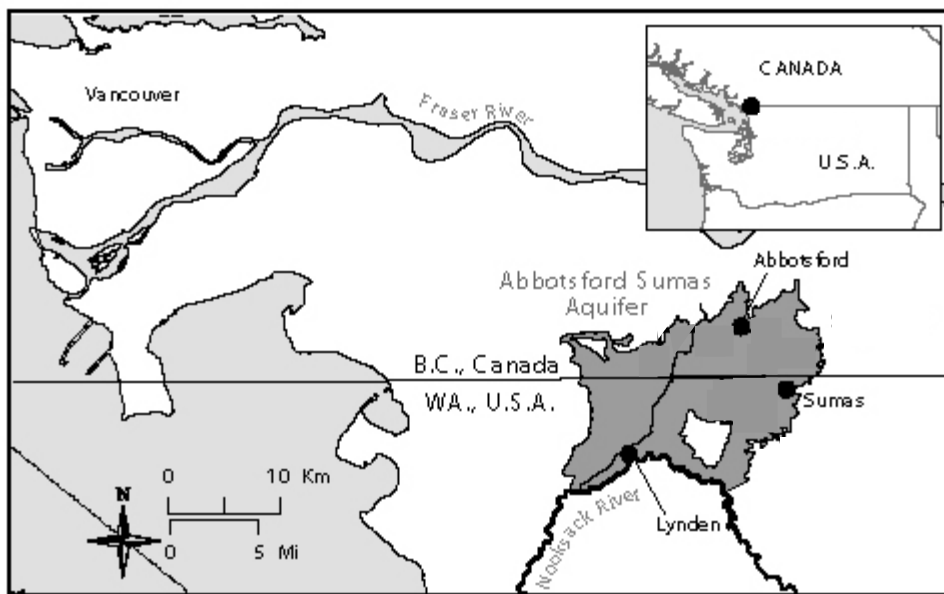 Vancouver
Fraser River
CANADA
U.S.A.
Abbotsford
Abbotsford Sumas
Aquifer
B.C., Canada
WA., U.S.A.
Sumas
0 10 Km
N
0 5 Mi
Nooksack River
Lynden